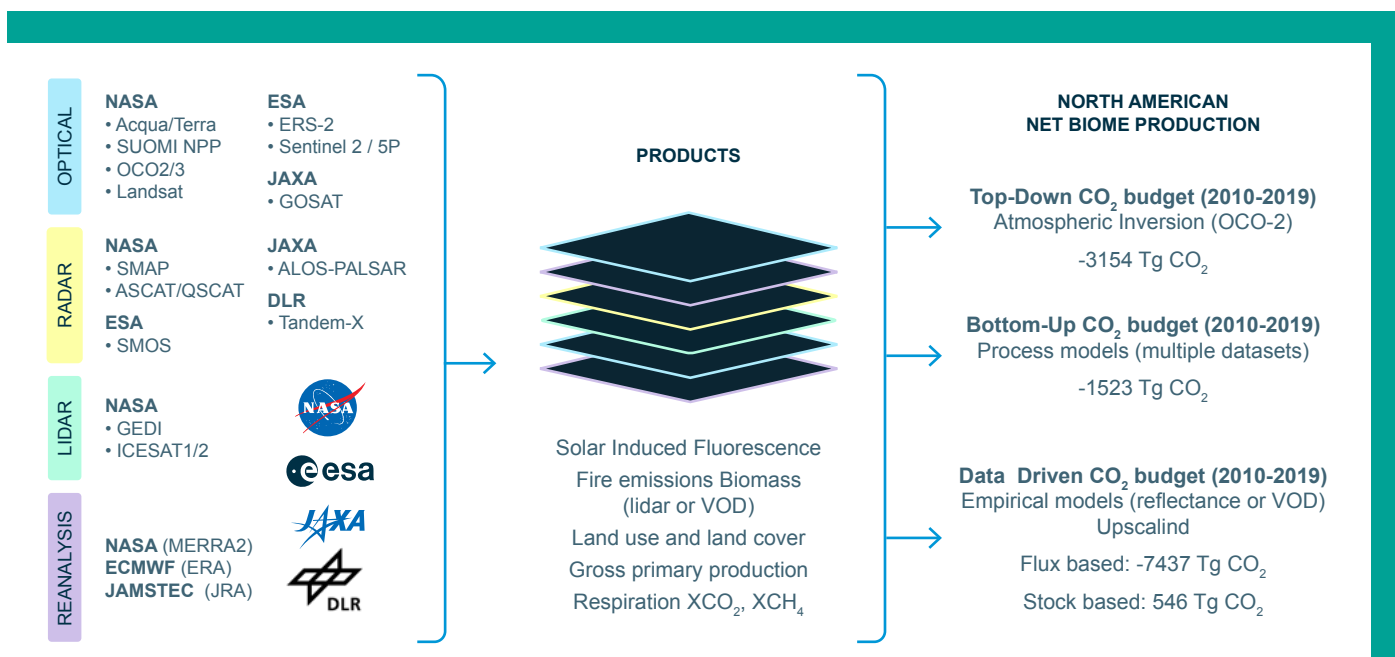 OPTICAL
NASA
• Acqua/Terra
• SUOMI NPP
• OCO2/3
• Landsat
ESA
• ERS-2
• Sentinel 2 / 5P
JAXA
• GOSAT
RADAR
NASA
• SMAP
• ASCAT/QSCAT
ESA
• SMOS
JAXA
• ALOS-PALSAR
DLR
• Tandem-X
LIDAR
NASA
• GEDI
• ICESAT1/2
REANALYSIS
NASA (MERRA2)
ECMWF (ERA)
JAMSTEC (JRA)
NASA
esa
JAXA
DLR
PRODUCTS
Solar Induced Fluorescence
Fire emissions Biomass
(lidar or VOD)
Land use and land cover
Gross primary production
Respiration XCO₂, XCH₄
NORTH AMERICAN
NET BIOME PRODUCTION
Top-Down CO₂ budget (2010-2019)
Atmospheric Inversion (OCO-2)
-3154 Tg CO₂
Bottom-Up CO₂ budget (2010-2019)
Process models (multiple datasets)
-1523 Tg CO₂
Data Driven CO₂ budget (2010-2019)
Empirical models (reflectance or VOD)
Upscalind
Flux based: -7437 Tg CO₂
Stock based: 546 Tg CO₂